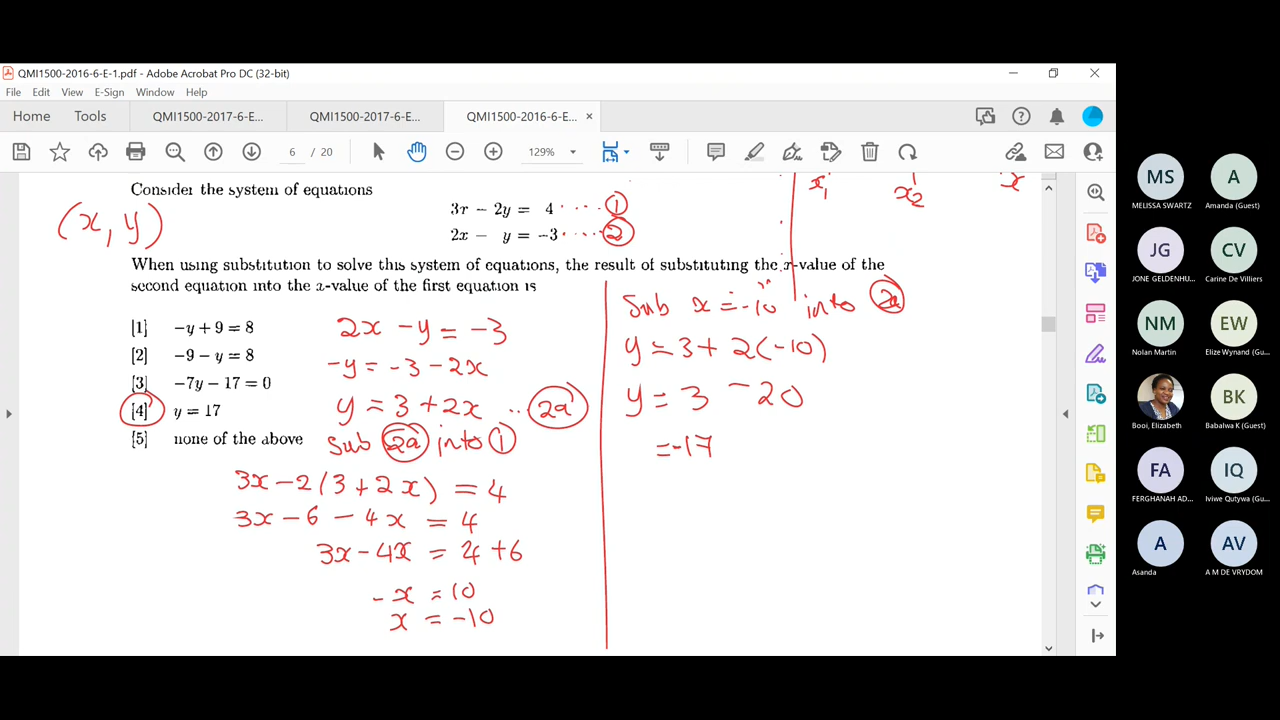 QMI1500-2016-6-E-1.pdf - Adobe Acrobat Pro DC (32-bit)
File Edit View E-Sign Window Help
Home Tools QMI1500-2017-6-E... QMI1500-2017-6-E... QMI1500-2016-6-E... ×
6 / 20 129%
x₁ x₂ x
Consider the system of equations
(x, y)
3x − 2y = 4 ···· ①
2x − y = −3 ····· ②
When using substitution to solve this system of equations, the result of substituting the x-value of the
second equation into the x-value of the first equation is
[1] −y + 9 = 8
[2] −9 − y = 8
[3] −7y − 17 = 0
[4] y = 17
[5] none of the above
2x − y = −3
−y = −3 − 2x
y = 3 + 2x ·· 2a
Sub 2a into ①
3x − 2(3 + 2x) = 4
3x − 6 − 4x = 4
3x − 4x = 4 + 6
−x = 10
x = −10
Sub x = −10 into 2a
y = 3 + 2(−10)
y = 3 − 20
= −17
MS
MELISSA SWARTZ
A
Amanda (Guest)
JG
JONE GELDENHU...
CV
Carine De Villiers
NM
Nolan Martin
EW
Elize Wynand (Gue...
Booi, Elizabeth
BK
Babalwa K (Guest)
FA
FERGHANAH AD...
IQ
Iviwe Qutywa (Gue...
A
Asanda
AV
A M DE VRYDOM